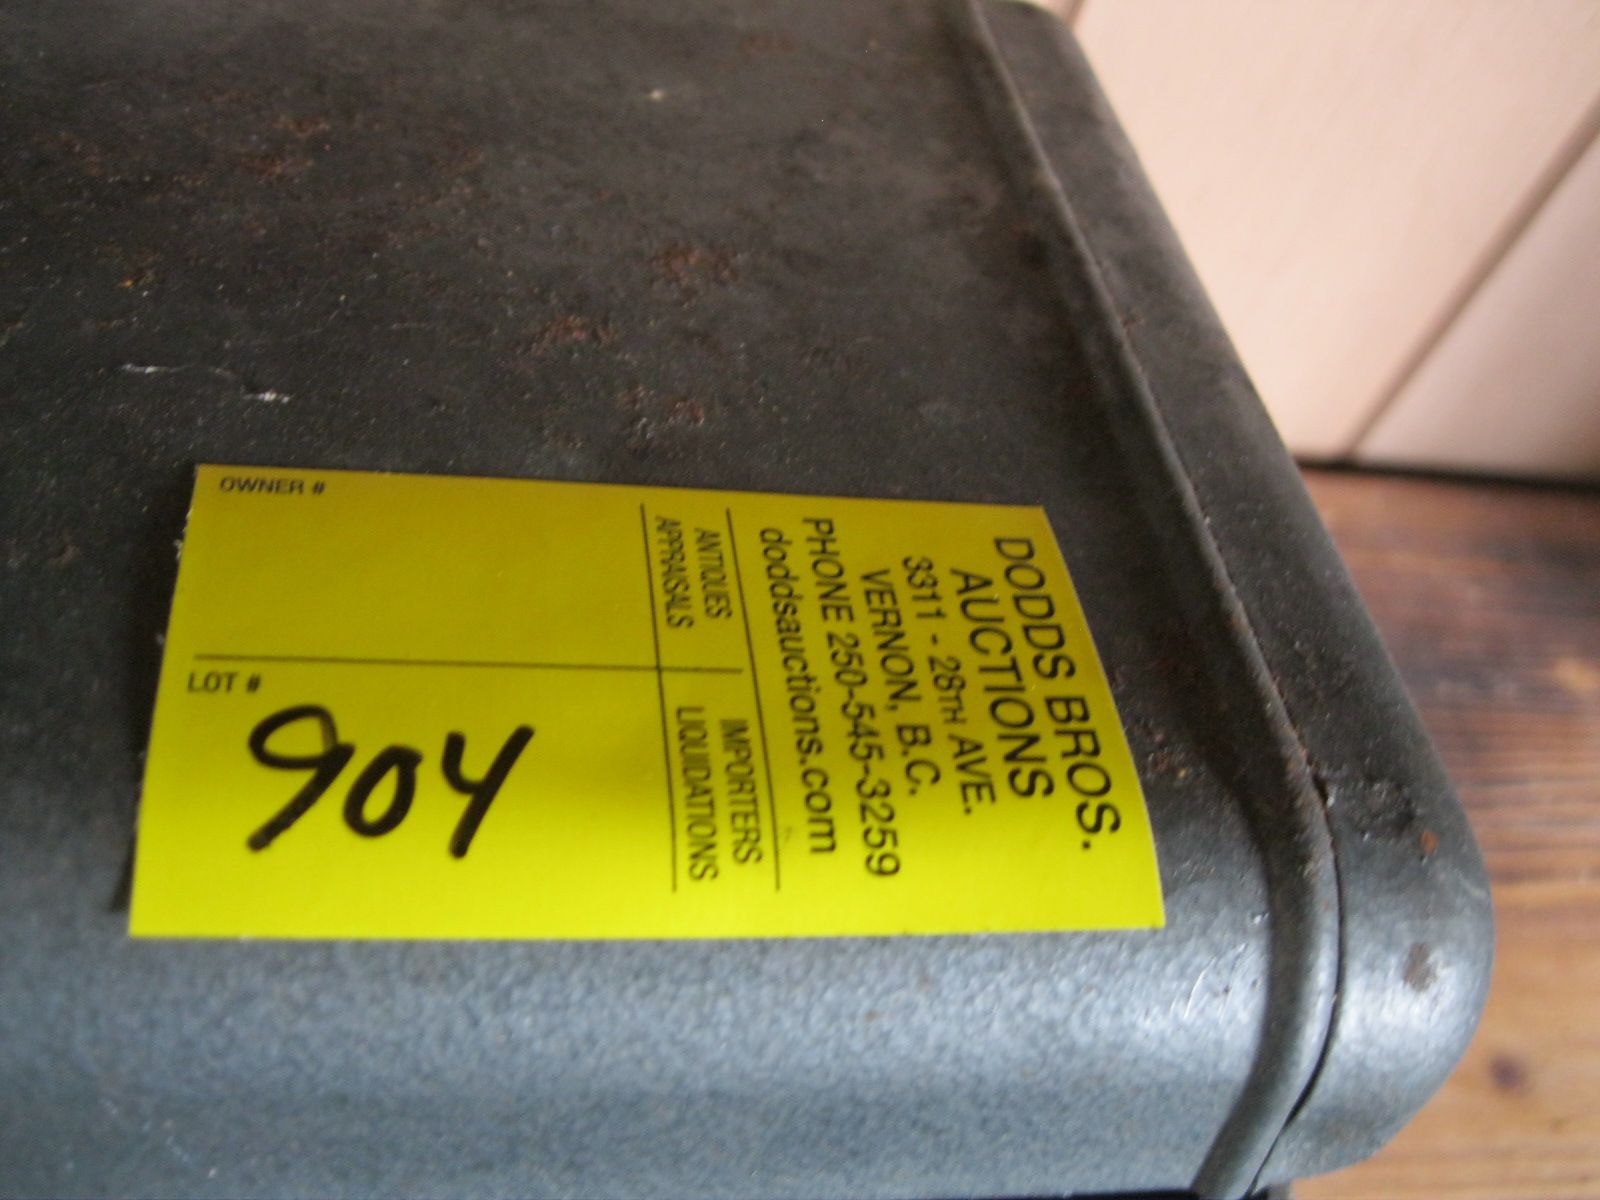 DODDS BROS.
AUCTIONS
3311 - 28TH AVE.
VERNON, B.C.
PHONE 250-545-3259
doddsauctions.com
ANTIQUES IMPORTERS
APPRAISALS LIQUIDATIONS
OWNER #
LOT #
904